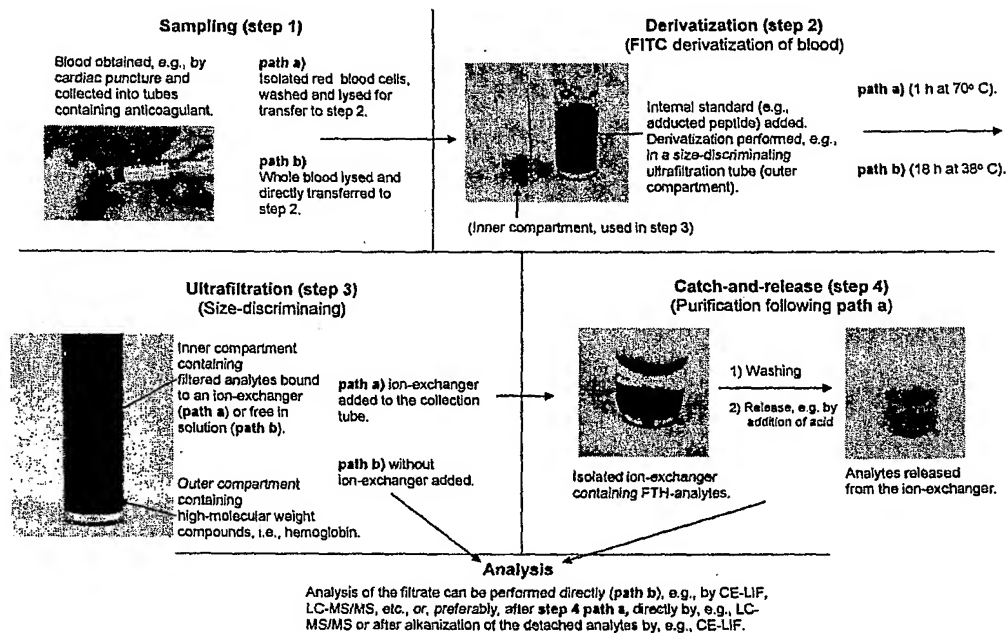 Sampling (step 1)
Blood obtained, e.g., by
cardiac puncture and
collected into tubes
containing anticoagulant.
path a)
Isolated red blood cells,
washed and lysed for
transfer to step 2.
path b)
Whole blood lysed and
directly transferred to
step 2.
Derivatization (step 2)
(FITC derivatization of blood)
Internal standard (e.g.,
adducted peptide) added.
Derivatization performed, e.g.,
in a size-discriminating
ultrafiltration tube (outer
compartment).
(Inner compartment, used in step 3)
path a) (1 h at 70º C).
path b) (18 h at 38º C).
Ultrafiltration (step 3)
(Size-discriminaing)
Inner compartment
containing
filtered analytes bound
to an ion-exchanger
(path a) or free in
solution (path b).
Outer compartment
containing
high-molecular weight
compounds, i.e., hemoglobin.
path a) ion-exchanger
added to the collection
tube.
path b) without
ion-exchanger added.
Catch-and-release (step 4)
(Purification following path a)
1) Washing
2) Release, e.g. by
addition of acid
Isolated ion-exchanger
containing FTH-analytes.
Analytes released
from the ion-exchanger.
Analysis
Analysis of the filtrate can be performed directly (path b), e.g., by CE-LIF,
LC-MS/MS, etc., or, preferably, after step 4 path a, directly by, e.g., LC-
MS/MS or after alkanization of the detached analytes by, e.g., CE-LIF.